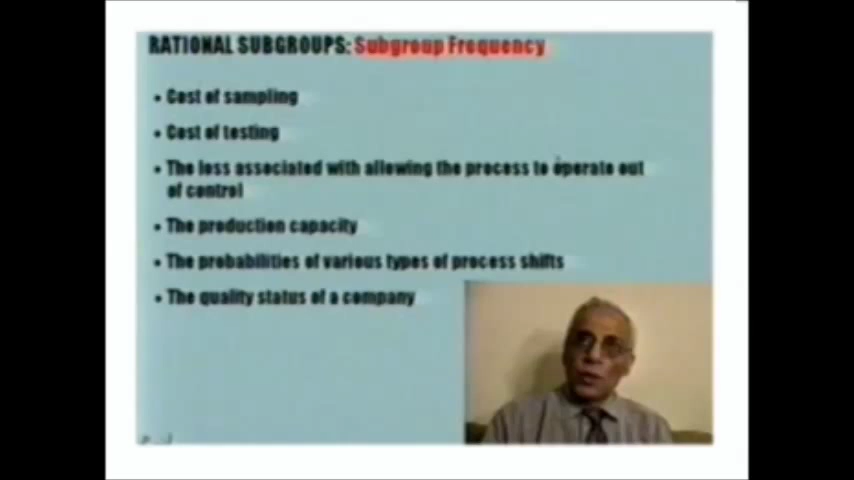 RATIONAL SUBGROUPS: Subgroup Frequency
• Cost of sampling
• Cost of testing
• The loss associated with allowing the process to operate out
of control
• The production capacity
• The probabilities of various types of process shifts
• The quality status of a company